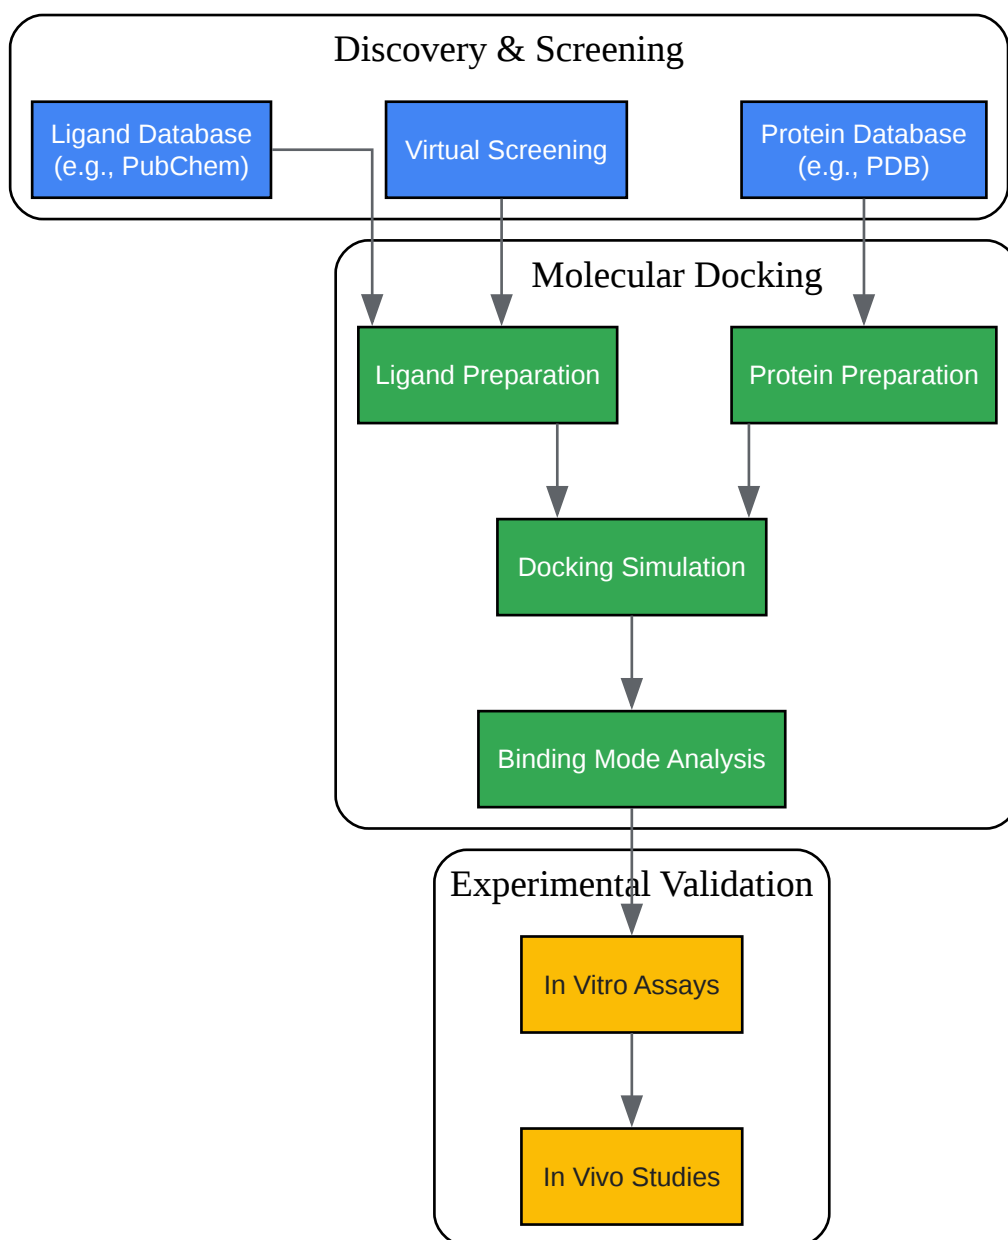 Discovery & Screening
Ligand Database
(e.g., PubChem)
Virtual Screening
Protein Database
(e.g., PDB)
Molecular Docking
Ligand Preparation
Protein Preparation
Docking Simulation
Binding Mode Analysis
Experimental Validation
In Vitro Assays
In Vivo Studies